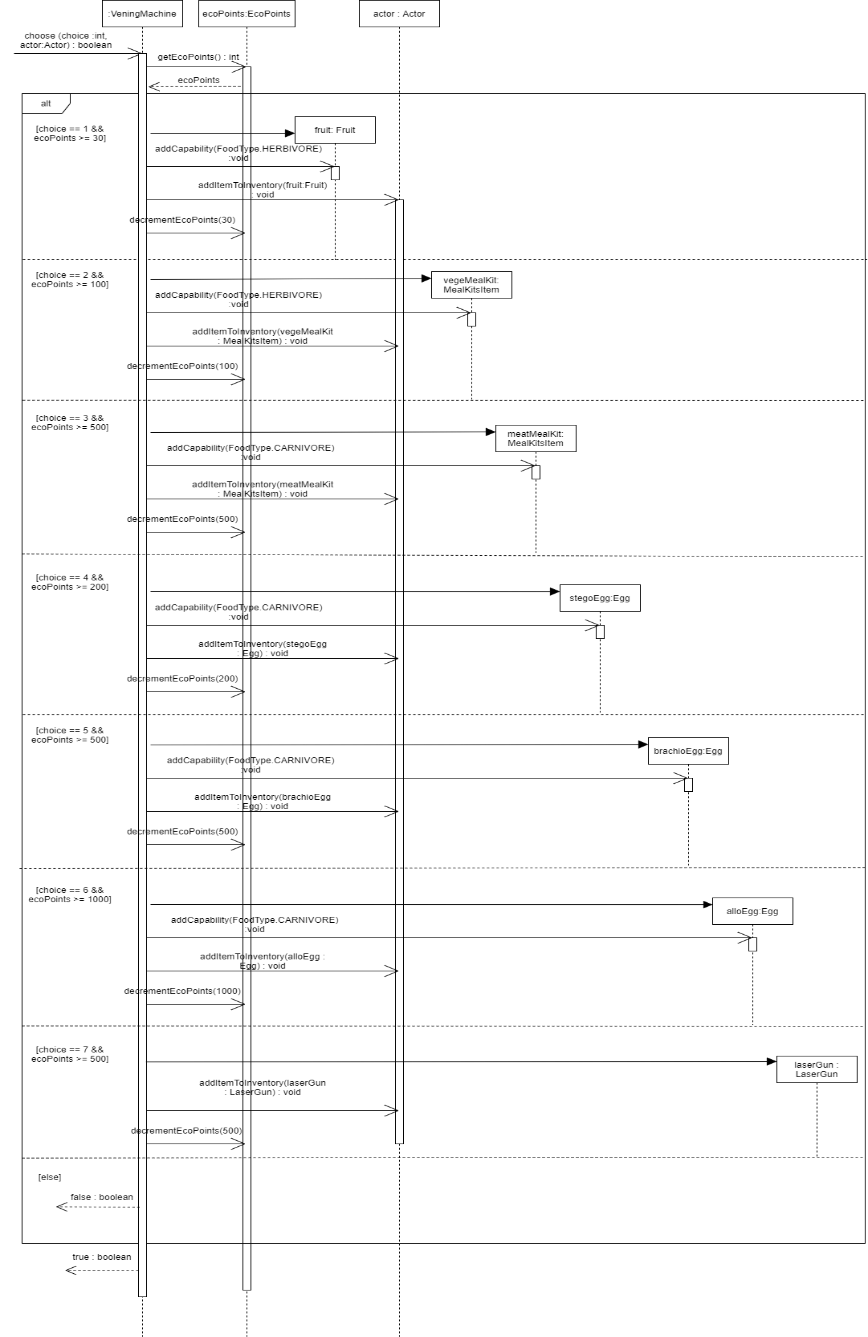 :VeningMachine
ecoPoints:EcoPoints
actor : Actor
choose (choice :int,
actor:Actor) : boolean
getEcoPoints() : int
ecoPoints
alt
[choice == 1 &&
ecoPoints >= 30]
fruit: Fruit
addCapability(FoodType.HERBIVORE)
:void
addItemToInventory(fruit:Fruit)
: void
decrementEcoPoints(30)
[choice == 2 &&
ecoPoints >= 100]
vegeMealKit:
MealKitsItem
addCapability(FoodType.HERBIVORE)
:void
addItemToInventory(vegeMealKit
: MealKitsItem) : void
decrementEcoPoints(100)
[choice == 3 &&
ecoPoints >= 500]
meatMealKit:
MealKitsItem
addCapability(FoodType.CARNIVORE)
:void
addItemToInventory(meatMealKit
: MealKitsItem) : void
decrementEcoPoints(500)
[choice == 4 &&
ecoPoints >= 200]
stegoEgg:Egg
addCapability(FoodType.CARNIVORE)
:void
addItemToInventory(stegoEgg
: Egg) : void
decrementEcoPoints(200)
[choice == 5 &&
ecoPoints >= 500]
brachioEgg:Egg
addCapability(FoodType.CARNIVORE)
:void
addItemToInventory(brachioEgg
: Egg) : void
decrementEcoPoints(500)
[choice == 6 &&
ecoPoints >= 1000]
alloEgg:Egg
addCapability(FoodType.CARNIVORE)
:void
addItemToInventory(alloEgg :
Egg) : void
decrementEcoPoints(1000)
[choice == 7 &&
ecoPoints >= 500]
laserGun :
LaserGun
addItemToInventory(laserGun
: LaserGun) : void
decrementEcoPoints(500)
[else]
false : boolean
true : boolean